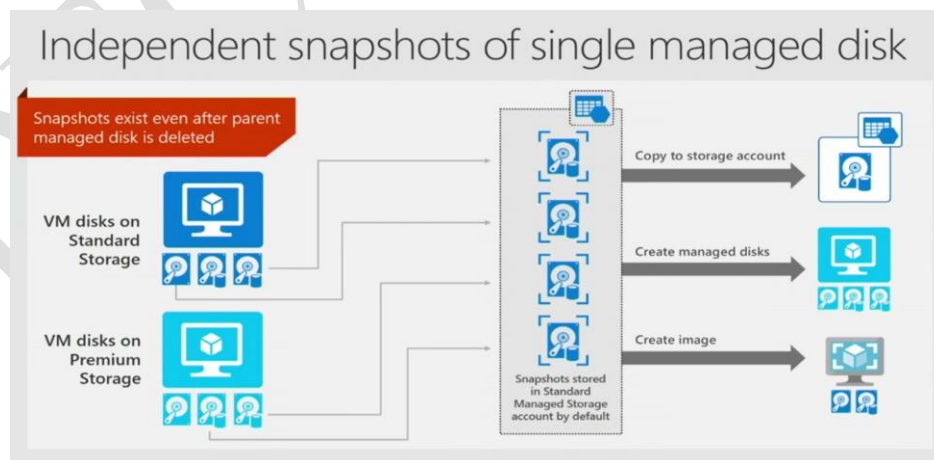 Independent snapshots of single managed disk
Snapshots exist even after parent
managed disk is deleted
VM disks on
Standard
Storage
VM disks on
Premium
Storage
Snapshots stored
in Standard
Managed Storage
account by default
Copy to storage account
Create managed disks
Create image